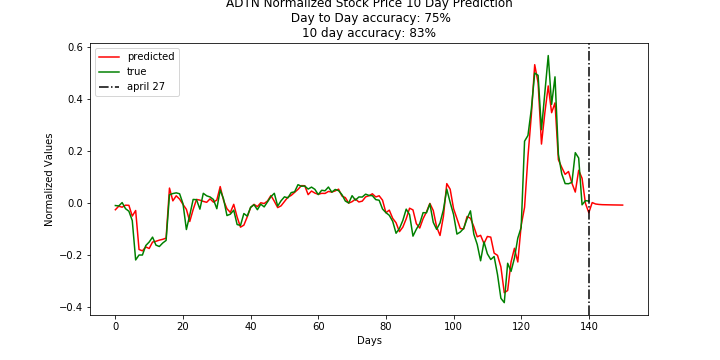 ADTN Normalized Stock Price 10 Day Prediction
Day to Day accuracy: 75%
10 day accuracy: 83%
predicted
true
april 27
Normalized Values
0.6
0.4
0.2
0.0
−0.2
−0.4
0
20
40
60
80
100
120
140
Days